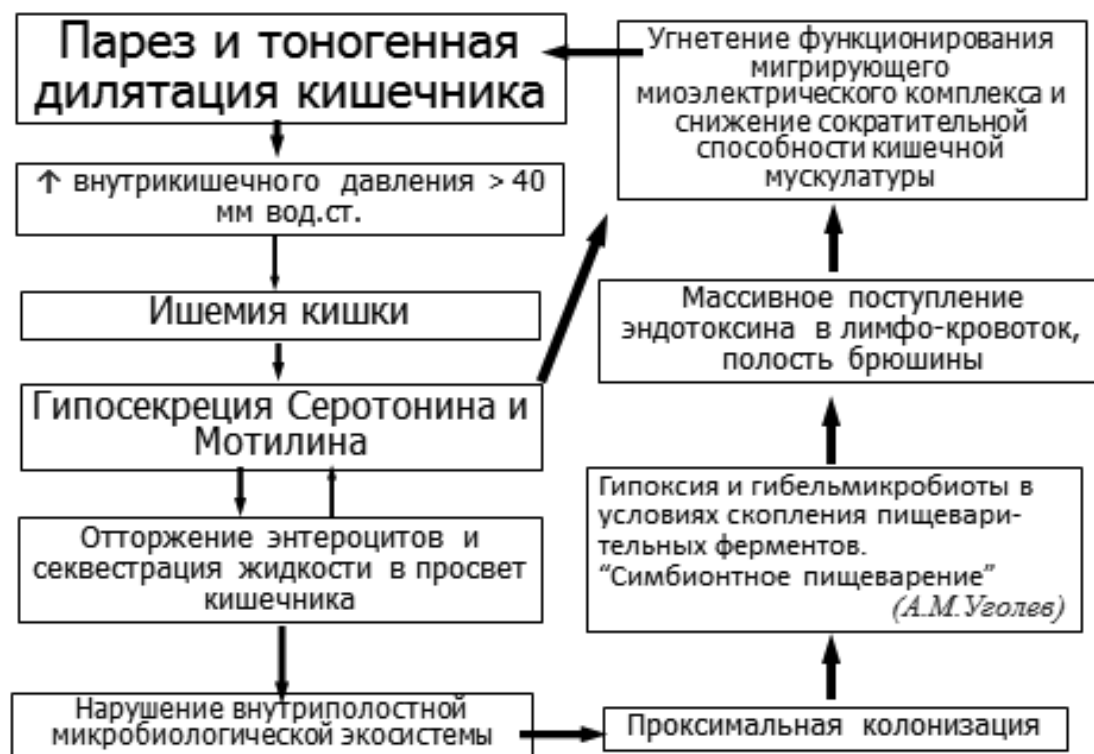 Парез и тоногенная
дилятация кишечника
↑ внутрикишечного давления > 40
мм вод.ст.
Ишемия кишки
Гипосекреция Серотонина и
Мотилина
Отторжение энтероцитов и
секвестрация жидкости в просвет
кишечника
Нарушение внутриполостной
микробиологической экосистемы
Проксимальная колонизация
Гипоксия и гибельмикробиоты в
условиях скопления пищевари-
тельных ферментов.
“Симбионтное пищеварение”
(А.М.Уголев)
Массивное поступление
эндотоксина в лимфо-кровоток,
полость брюшины
Угнетение функционирования
мигрирующего
миоэлектрического комплекса и
снижение сократительной
способности кишечной
мускулатуры